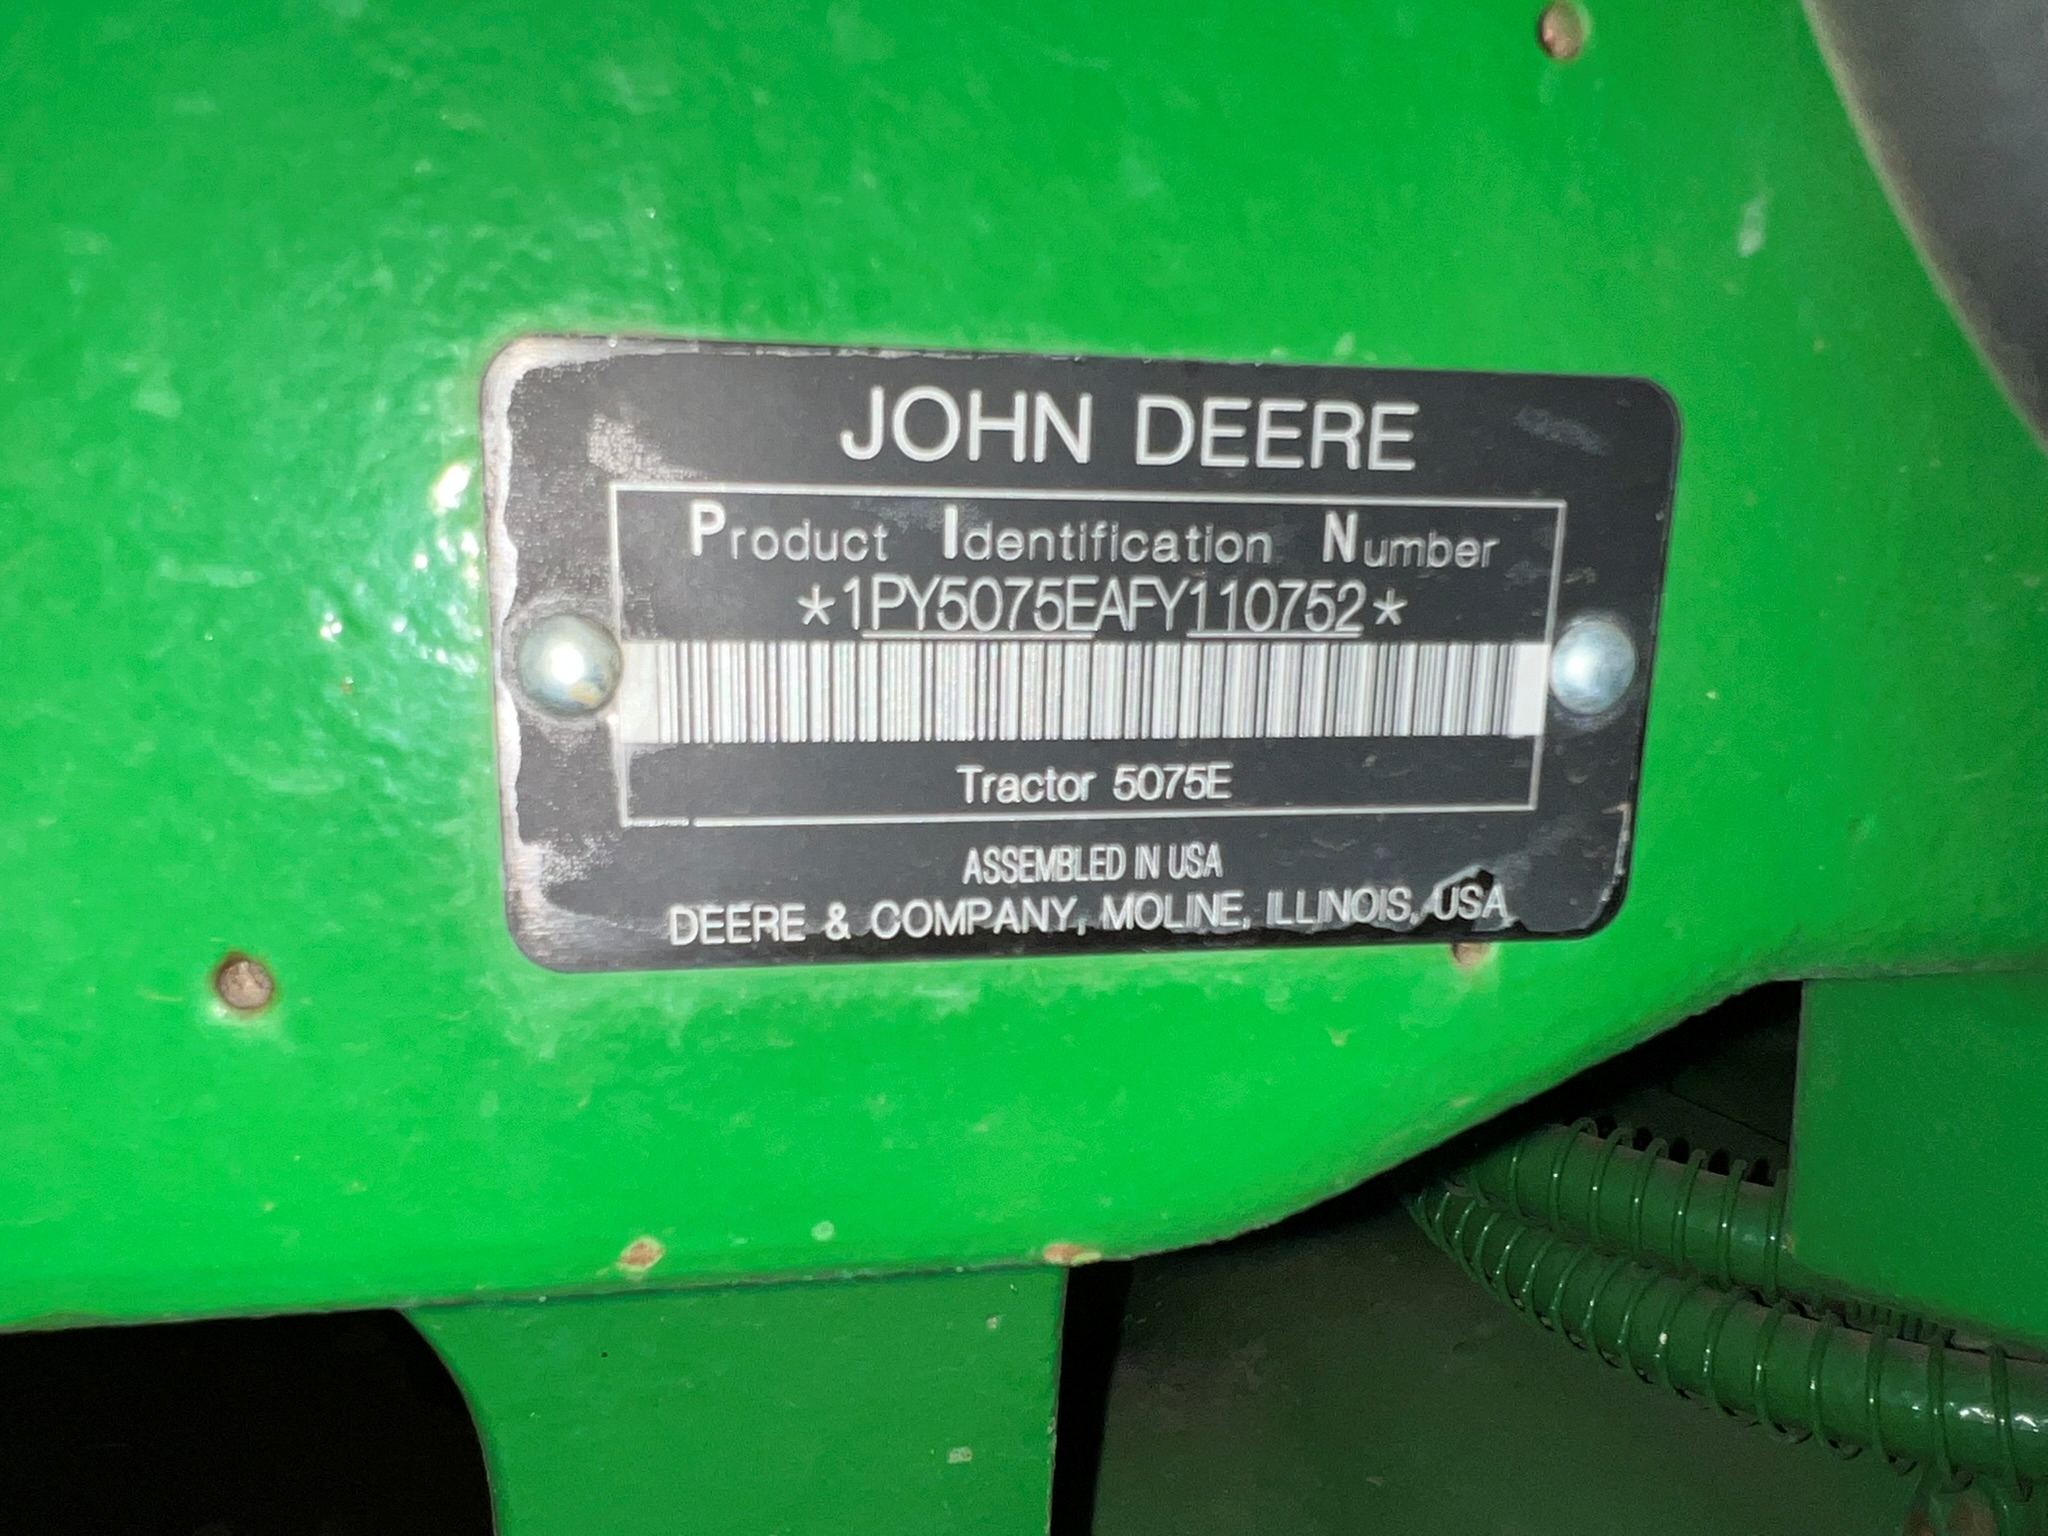 JOHN DEERE
Product Identification Number
*1PY5075EAFY110752*
Tractor 5075E
ASSEMBLED IN USA
DEERE & COMPANY, MOLINE, ILLINOIS, USA